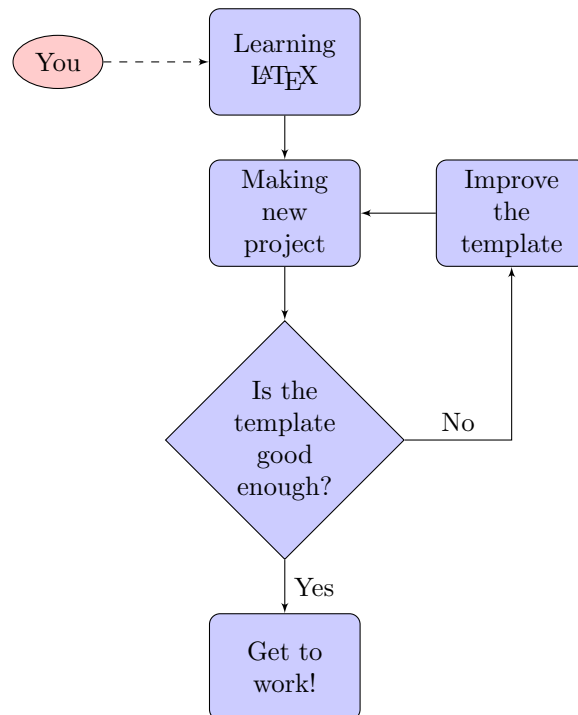 You
Learning
LATEX
Making
new
project
Improve
the
template
Is the
template
good
enough?
No
Yes
Get to
work!